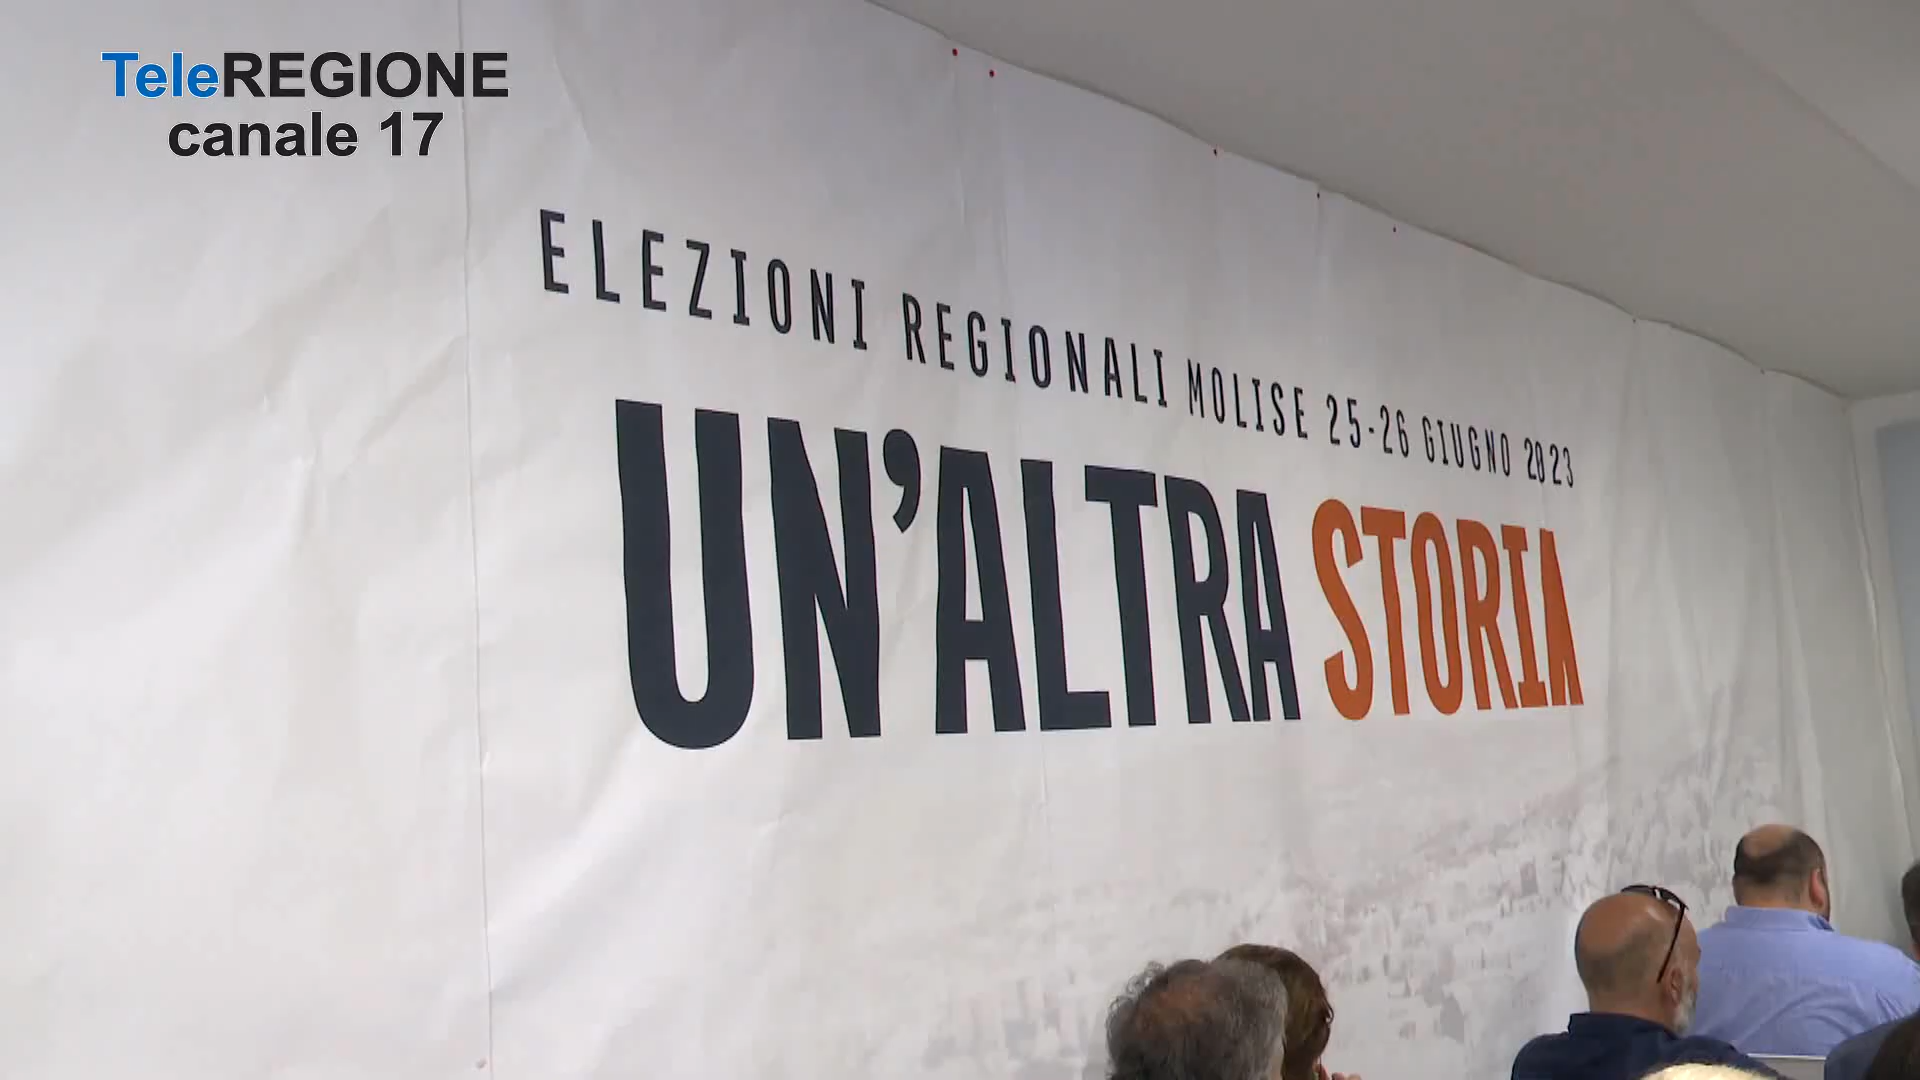 TeleREGIONE
canale 17
ELEZIONI REGIONALI MOLISE 25-26 GIUGNO 2023
UN'ALTRA STORIA